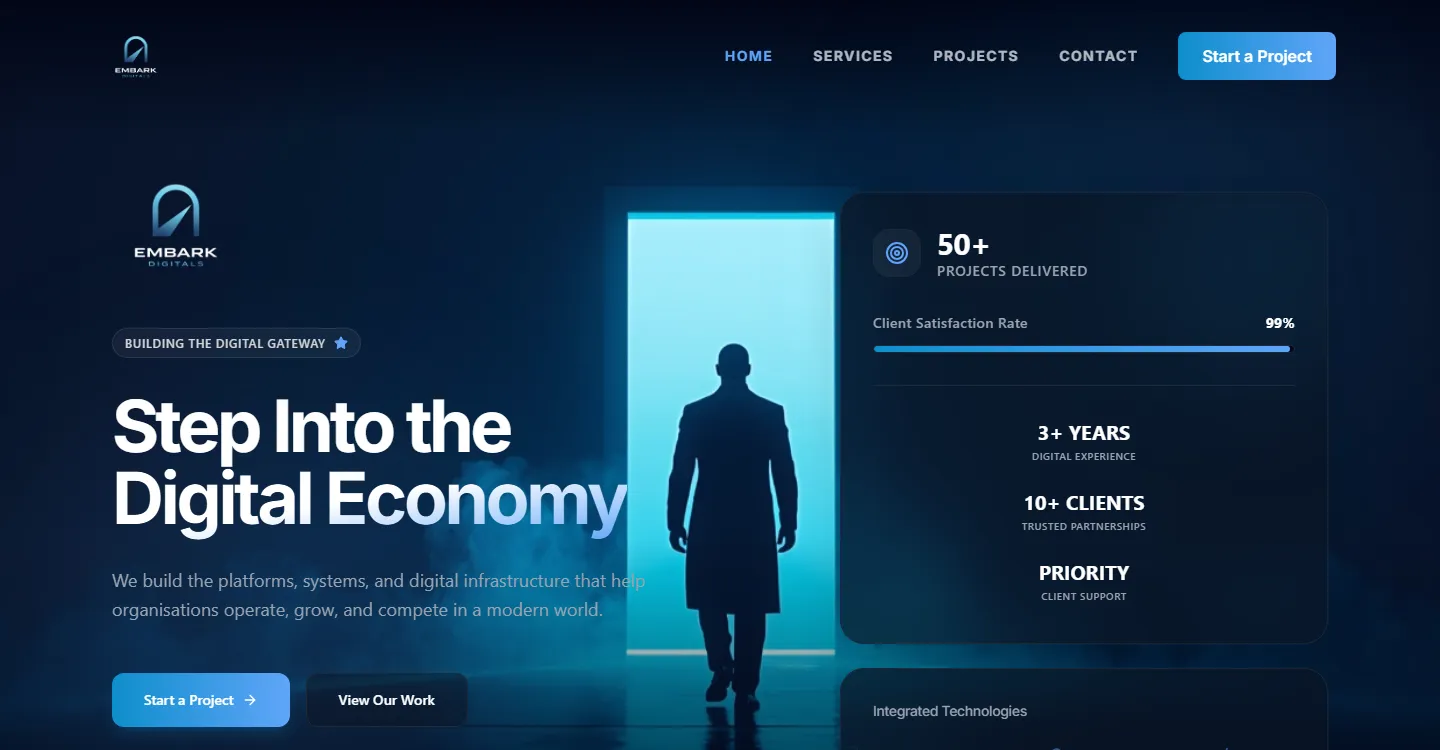 EMBARK
DIGITALS
HOME
SERVICES
PROJECTS
CONTACT
Start a Project
EMBARK
DIGITALS
BUILDING THE DIGITAL GATEWAY
Step Into the
Digital Economy
We build the platforms, systems, and digital infrastructure that help
organisations operate, grow, and compete in a modern world.
Start a Project
View Our Work
50+
PROJECTS DELIVERED
Client Satisfaction Rate
99%
3+ YEARS
DIGITAL EXPERIENCE
10+ CLIENTS
TRUSTED PARTNERSHIPS
PRIORITY
CLIENT SUPPORT
Integrated Technologies